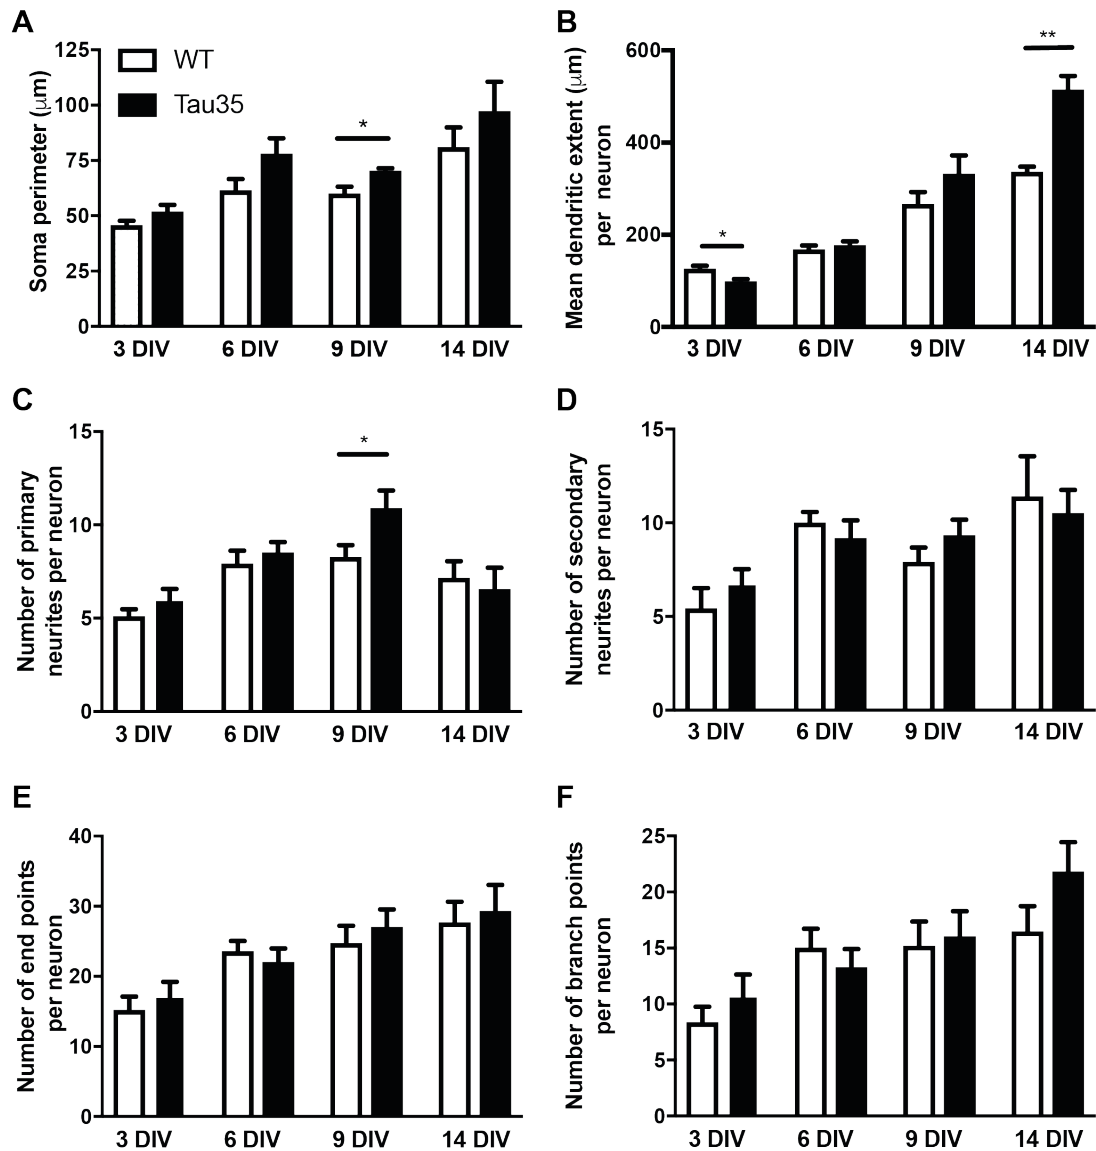 A
Soma perimeter (μm)
125
100
75
50
25
0
WT
Tau35
*
3 DIV
6 DIV
9 DIV
14 DIV
B
Mean dendritic extent (μm)
per neuron
600
400
200
0
*
**
3 DIV
6 DIV
9 DIV
14 DIV
C
Number of primary
neurites per neuron
15
10
5
0
*
3 DIV
6 DIV
9 DIV
14 DIV
D
Number of secondary
neurites per neuron
15
10
5
0
3 DIV
6 DIV
9 DIV
14 DIV
E
Number of end points
per neuron
40
30
20
10
0
3 DIV
6 DIV
9 DIV
14 DIV
F
Number of branch points
per neuron
25
20
15
10
5
0
3 DIV
6 DIV
9 DIV
14 DIV